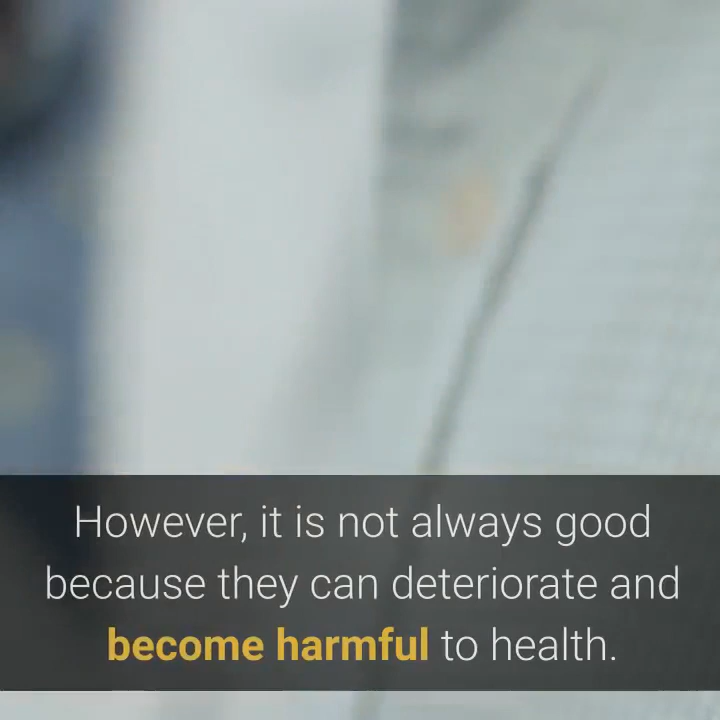 However, it is not always good
because they can deteriorate and
become harmful to health.